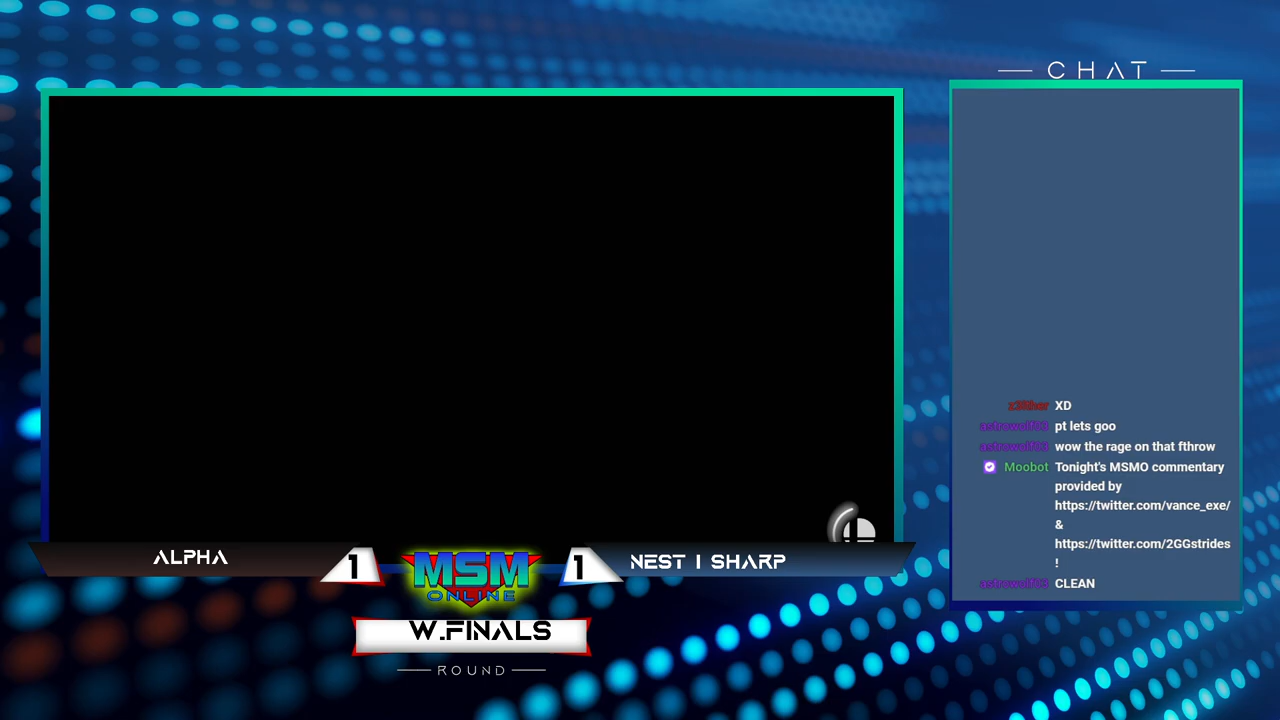 CHAT
XD
pt lets goo
wow the rage on that fthrow
Moobot Tonight's MSMO commentary
provided by
https://twitter.com/vance_exe/
&
https://twitter.com/2GGstrides
!
astrowolf03 CLEAN
ALPHA 1 MSM ONLINE 1 NEST I SHARP
W.FINALS
ROUND